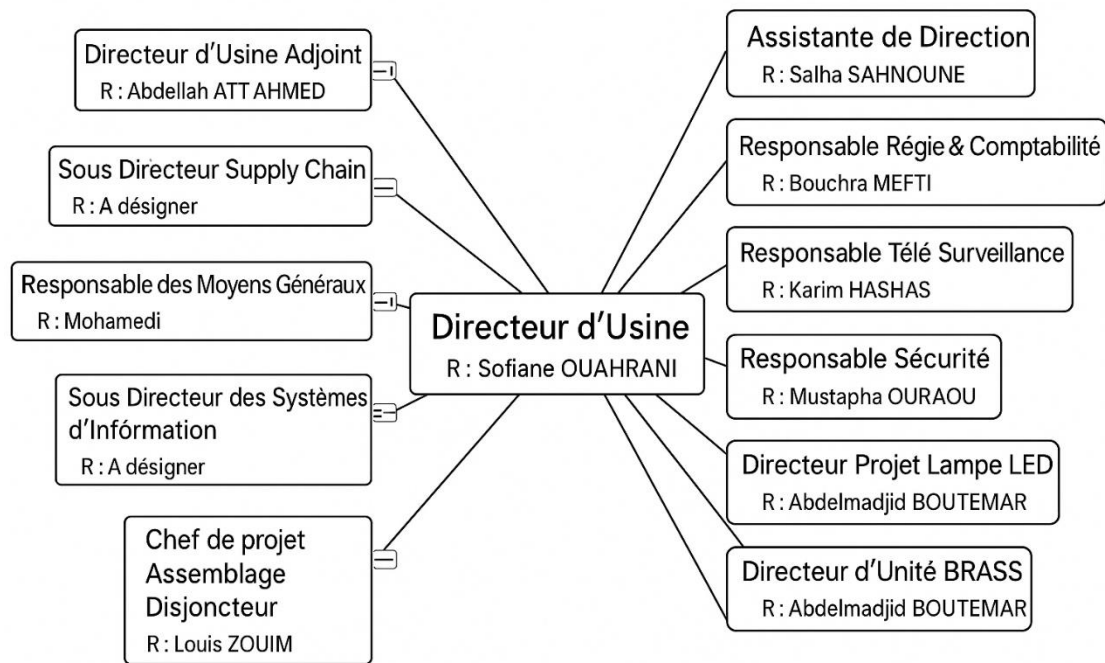 Directeur d'Usine Adjoint
R : Abdellah ATT AHMED
Sous Directeur Supply Chain
R : A désigner
Responsable des Moyens Généraux
R : Mohamedi
Sous Directeur des Systèmes
d'Infórmation
R : A désigner
Chef de projet
Assemblage
Disjoncteur
R : Louis ZOUIM
Directeur d'Usine
R : Sofiane OUAHRANI
Assistante de Direction
R : Salha SAHNOUNE
Responsable Régie & Comptabilité
R : Bouchra MEFTI
Responsable Télé Surveillance
R : Karim HASHAS
Responsable Sécurité
R : Mustapha OURAOU
Directeur Projet Lampe LED
R : Abdelmadjid BOUTEMAR
Directeur d'Unité BRASS
R : Abdelmadjid BOUTEMAR